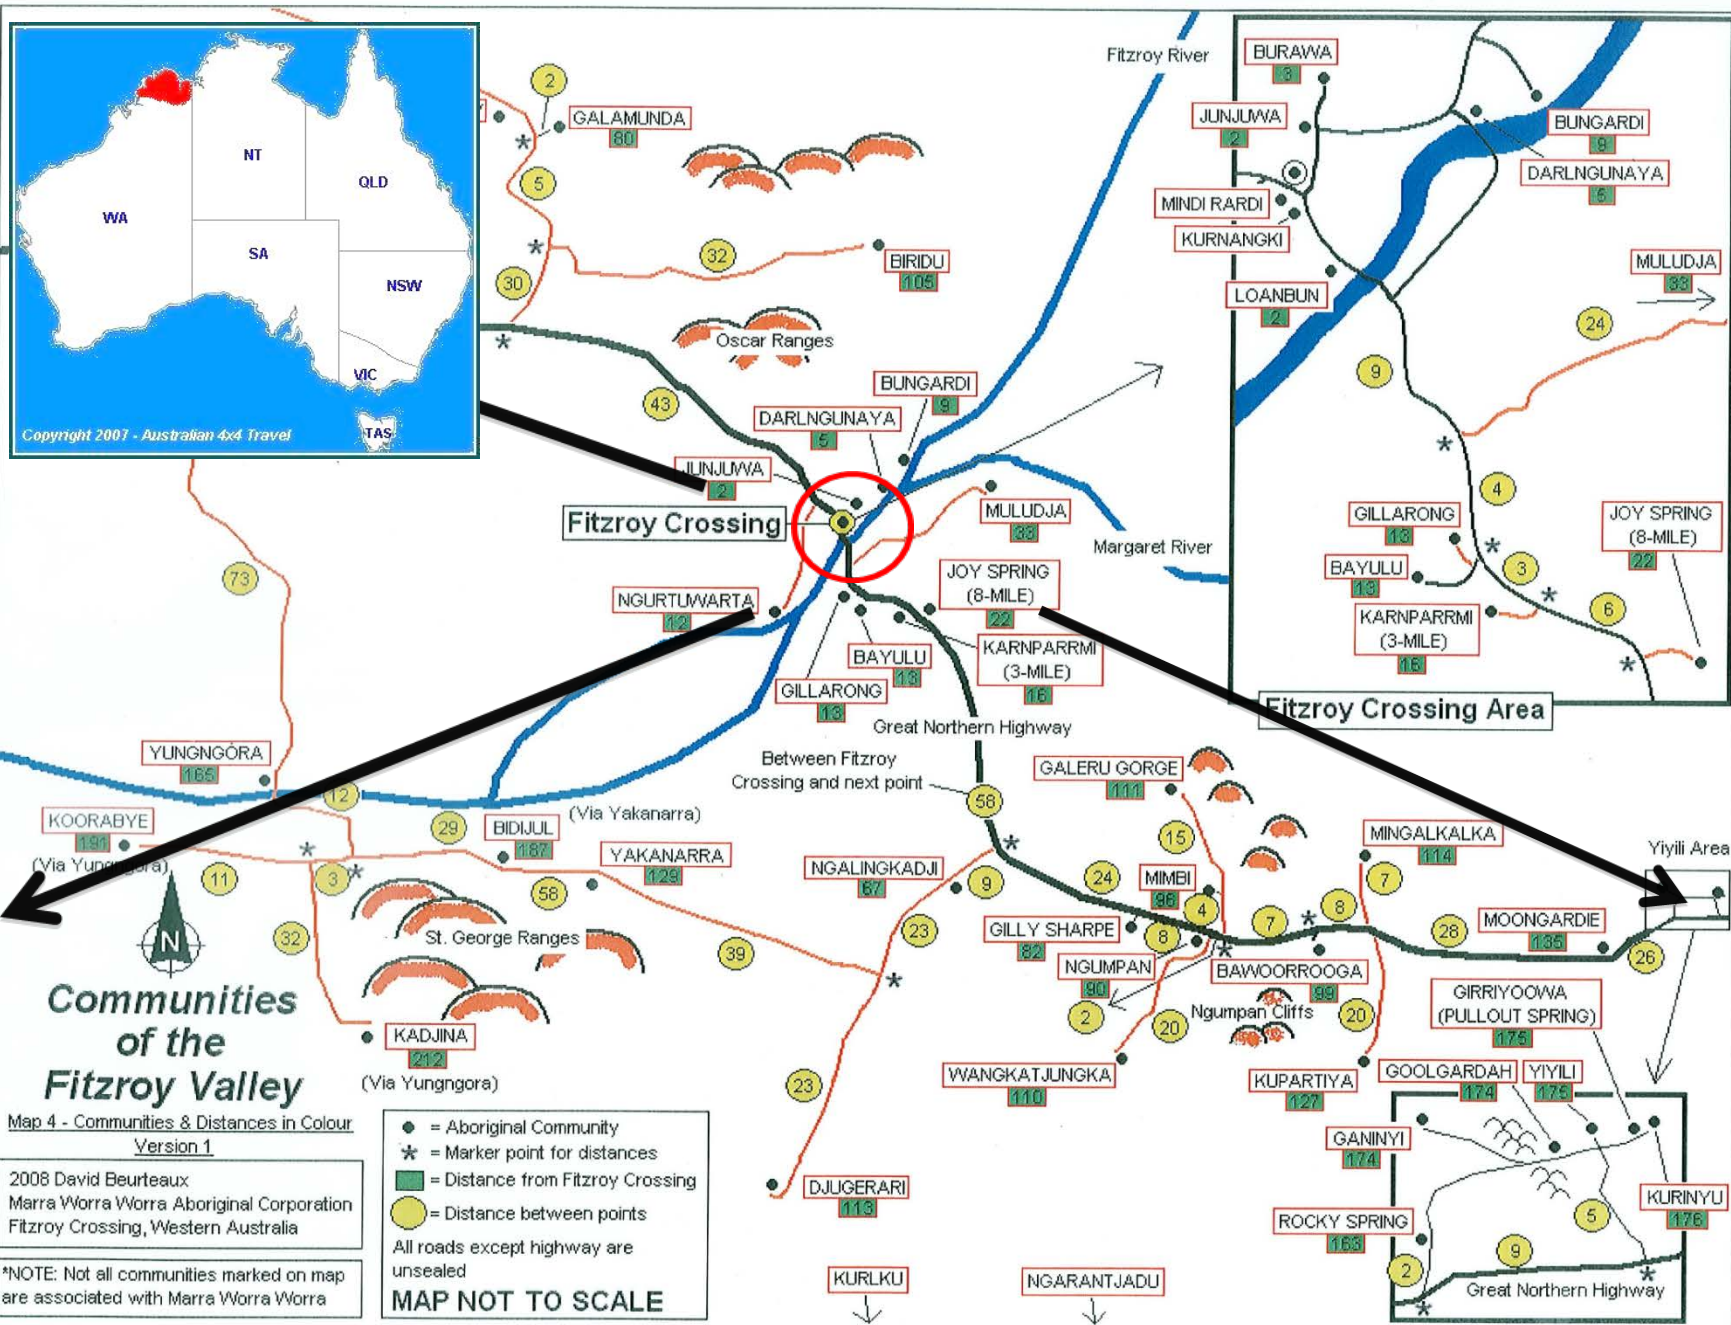 NT
QLD
WA
SA
NSW
VIC
TAS
Copyright 2007 - Australian 4x4 Travel
2
GALAMUNDA
80
5
32
BIRIDU
105
30
Oscar Ranges
43
Fitzroy River
BUNGARDI
9
DARLNGUNAYA
5
JUNJUWA
2
Fitzroy Crossing
MULUDJA
33
Margaret River
JOY SPRING
(8-MILE)
22
NGURTUWARTA
12
73
BAYULU
13
KARNPARRMI
(3-MILE)
16
GILLARONG
13
Great Northern Highway
Between Fitzroy
Crossing and next point
58
BURAWA
3
JUNJUWA
2
BUNGARDI
9
DARLNGUNAYA
5
MINDI RARDI
KURNANGKI
LOANBUN
2
MULUDJA
33
24
9
4
GILLARONG
13
JOY SPRING
(8-MILE)
22
BAYULU
13
3
6
KARNPARRMI
(3-MILE)
16
Fitzroy Crossing Area
YUNGNGORA
165
12
(Via Yakanarra)
KOORABYE
191
(Via Yungngora)
29
BIDIJUL
187
YAKANARRA
129
11
3
58
32
St. George Ranges
39
KADJINA
212
(Via Yungngora)
NGALINGKADJI
67
9
23
23
DJUGERARI
113
GALERU GORGE
111
15
24
MIMBI
96
4
GILLY SHARPE
82
8
7
8
NGUMPAN
90
2
BAWOORROOGA
99
Ngumpan Cliffs
20
WANGKATJUNGKA
110
MINGALKALKA
114
7
20
KUPARTIYA
127
28
MOONGARDIE
135
26
Yiyili Area
GIRRIYOOWA
(PULLOUT SPRING)
175
GOOLGARDAH
174
YIYILI
175
GANINYI
174
KURINYU
176
ROCKY SPRING
163
5
9
2
Great Northern Highway
KURLKU
NGARANTJADU
N
Communities
of the
Fitzroy Valley
Map 4 - Communities & Distances in Colour
Version 1
2008 David Beurteaux
Marra Worra Worra Aboriginal Corporation
Fitzroy Crossing, Western Australia
*NOTE: Not all communities marked on map
are associated with Marra Worra Worra
= Aboriginal Community
= Marker point for distances
= Distance from Fitzroy Crossing
= Distance between points
All roads except highway are
unsealed
MAP NOT TO SCALE